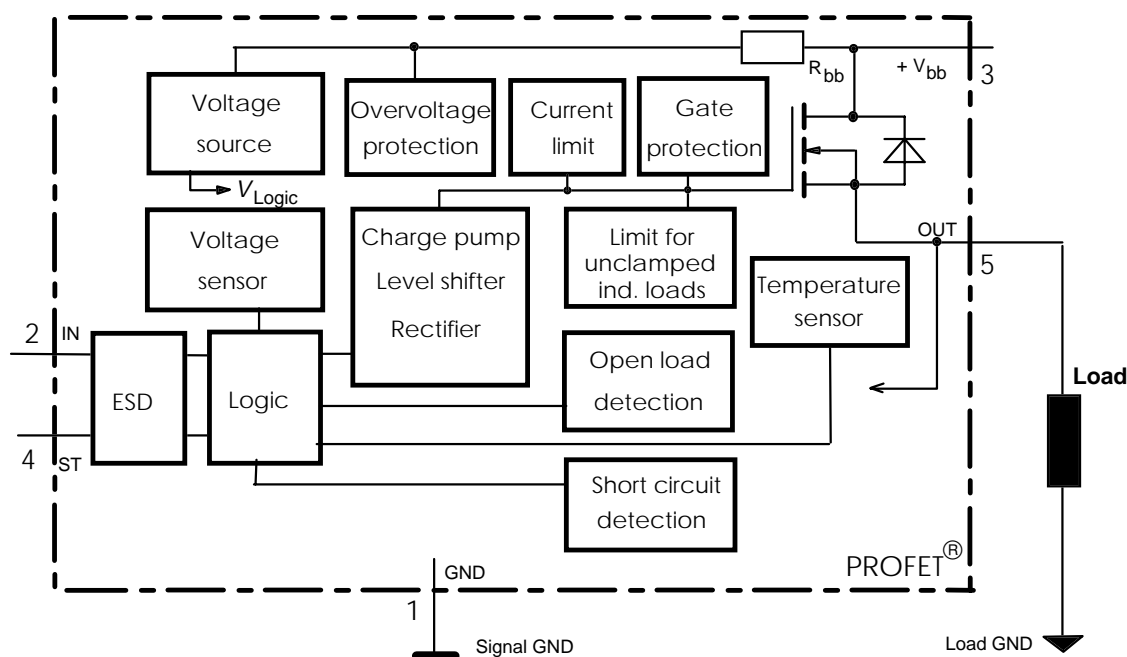 R bb
+ V bb
3
Voltage
source
Overvoltage
protection
Current
limit
Gate
protection
V Logic
Voltage
sensor
Charge pump
Level shifter
Rectifier
Limit for
unclamped
ind. loads
OUT
5
Temperature
sensor
2
IN
ESD
Logic
Open load
detection
Load
4
ST
Short circuit
detection
PROFET®
GND
1
Signal GND
Load GND